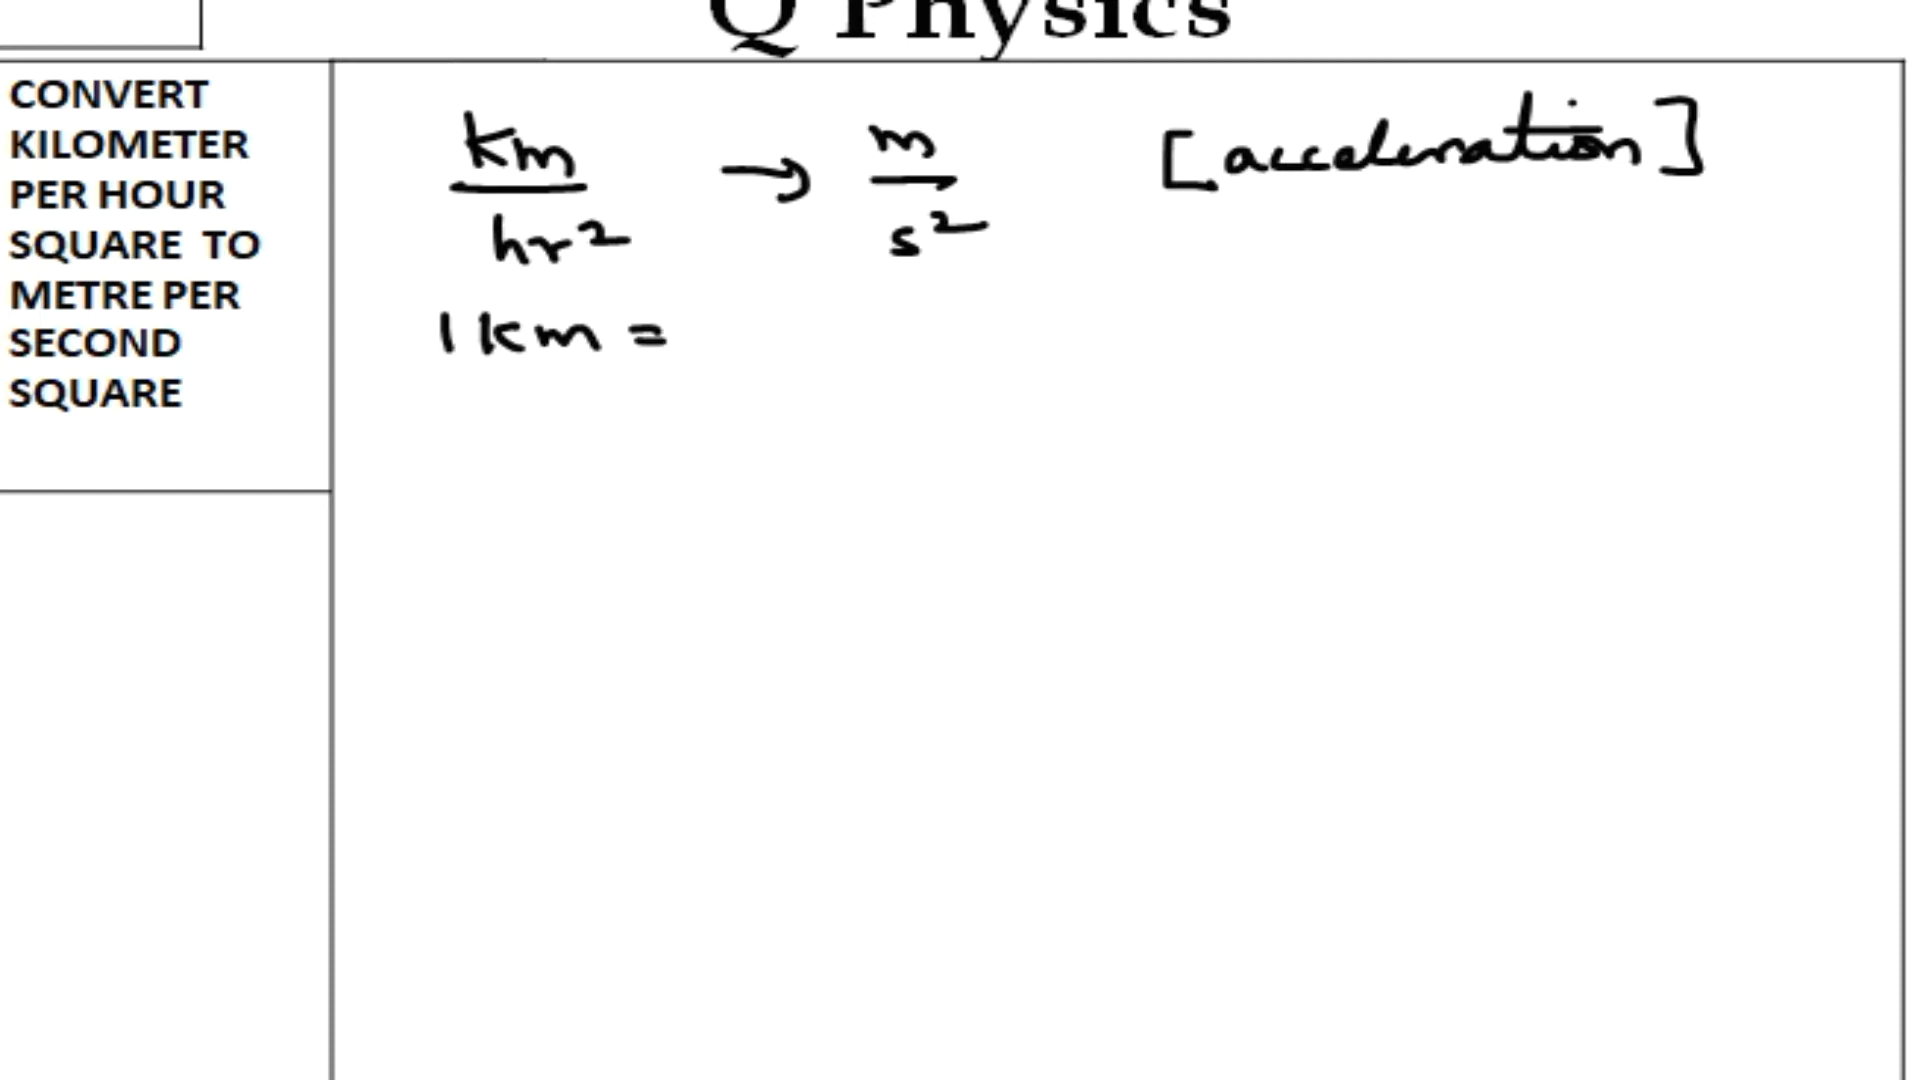 Q Physics
CONVERT
KILOMETER
PER HOUR
SQUARE TO
METRE PER
SECOND
SQUARE
km/hr² → m/s² [acceleration]
1 km =